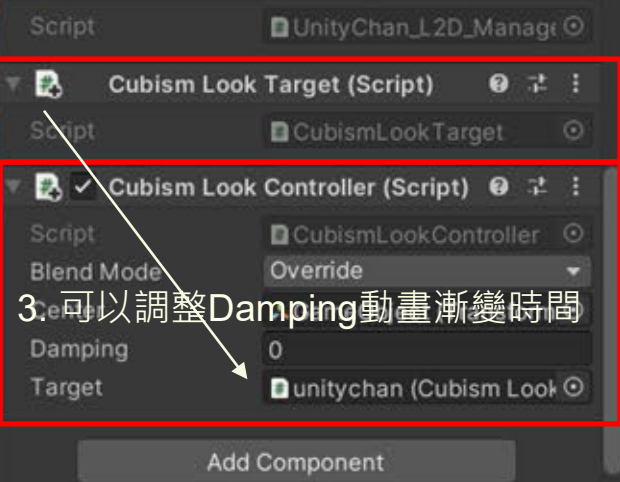 Script UnityChan_L2D_Manage
Cubism Look Target (Script)
Script CubismLookTarget
Cubism Look Controller (Script)
Script CubismLookController
Blend Mode Override
3. 可以調整Damping動畫漸變時間
Center
Damping 0
Target unitychan (Cubism Look
Add Component